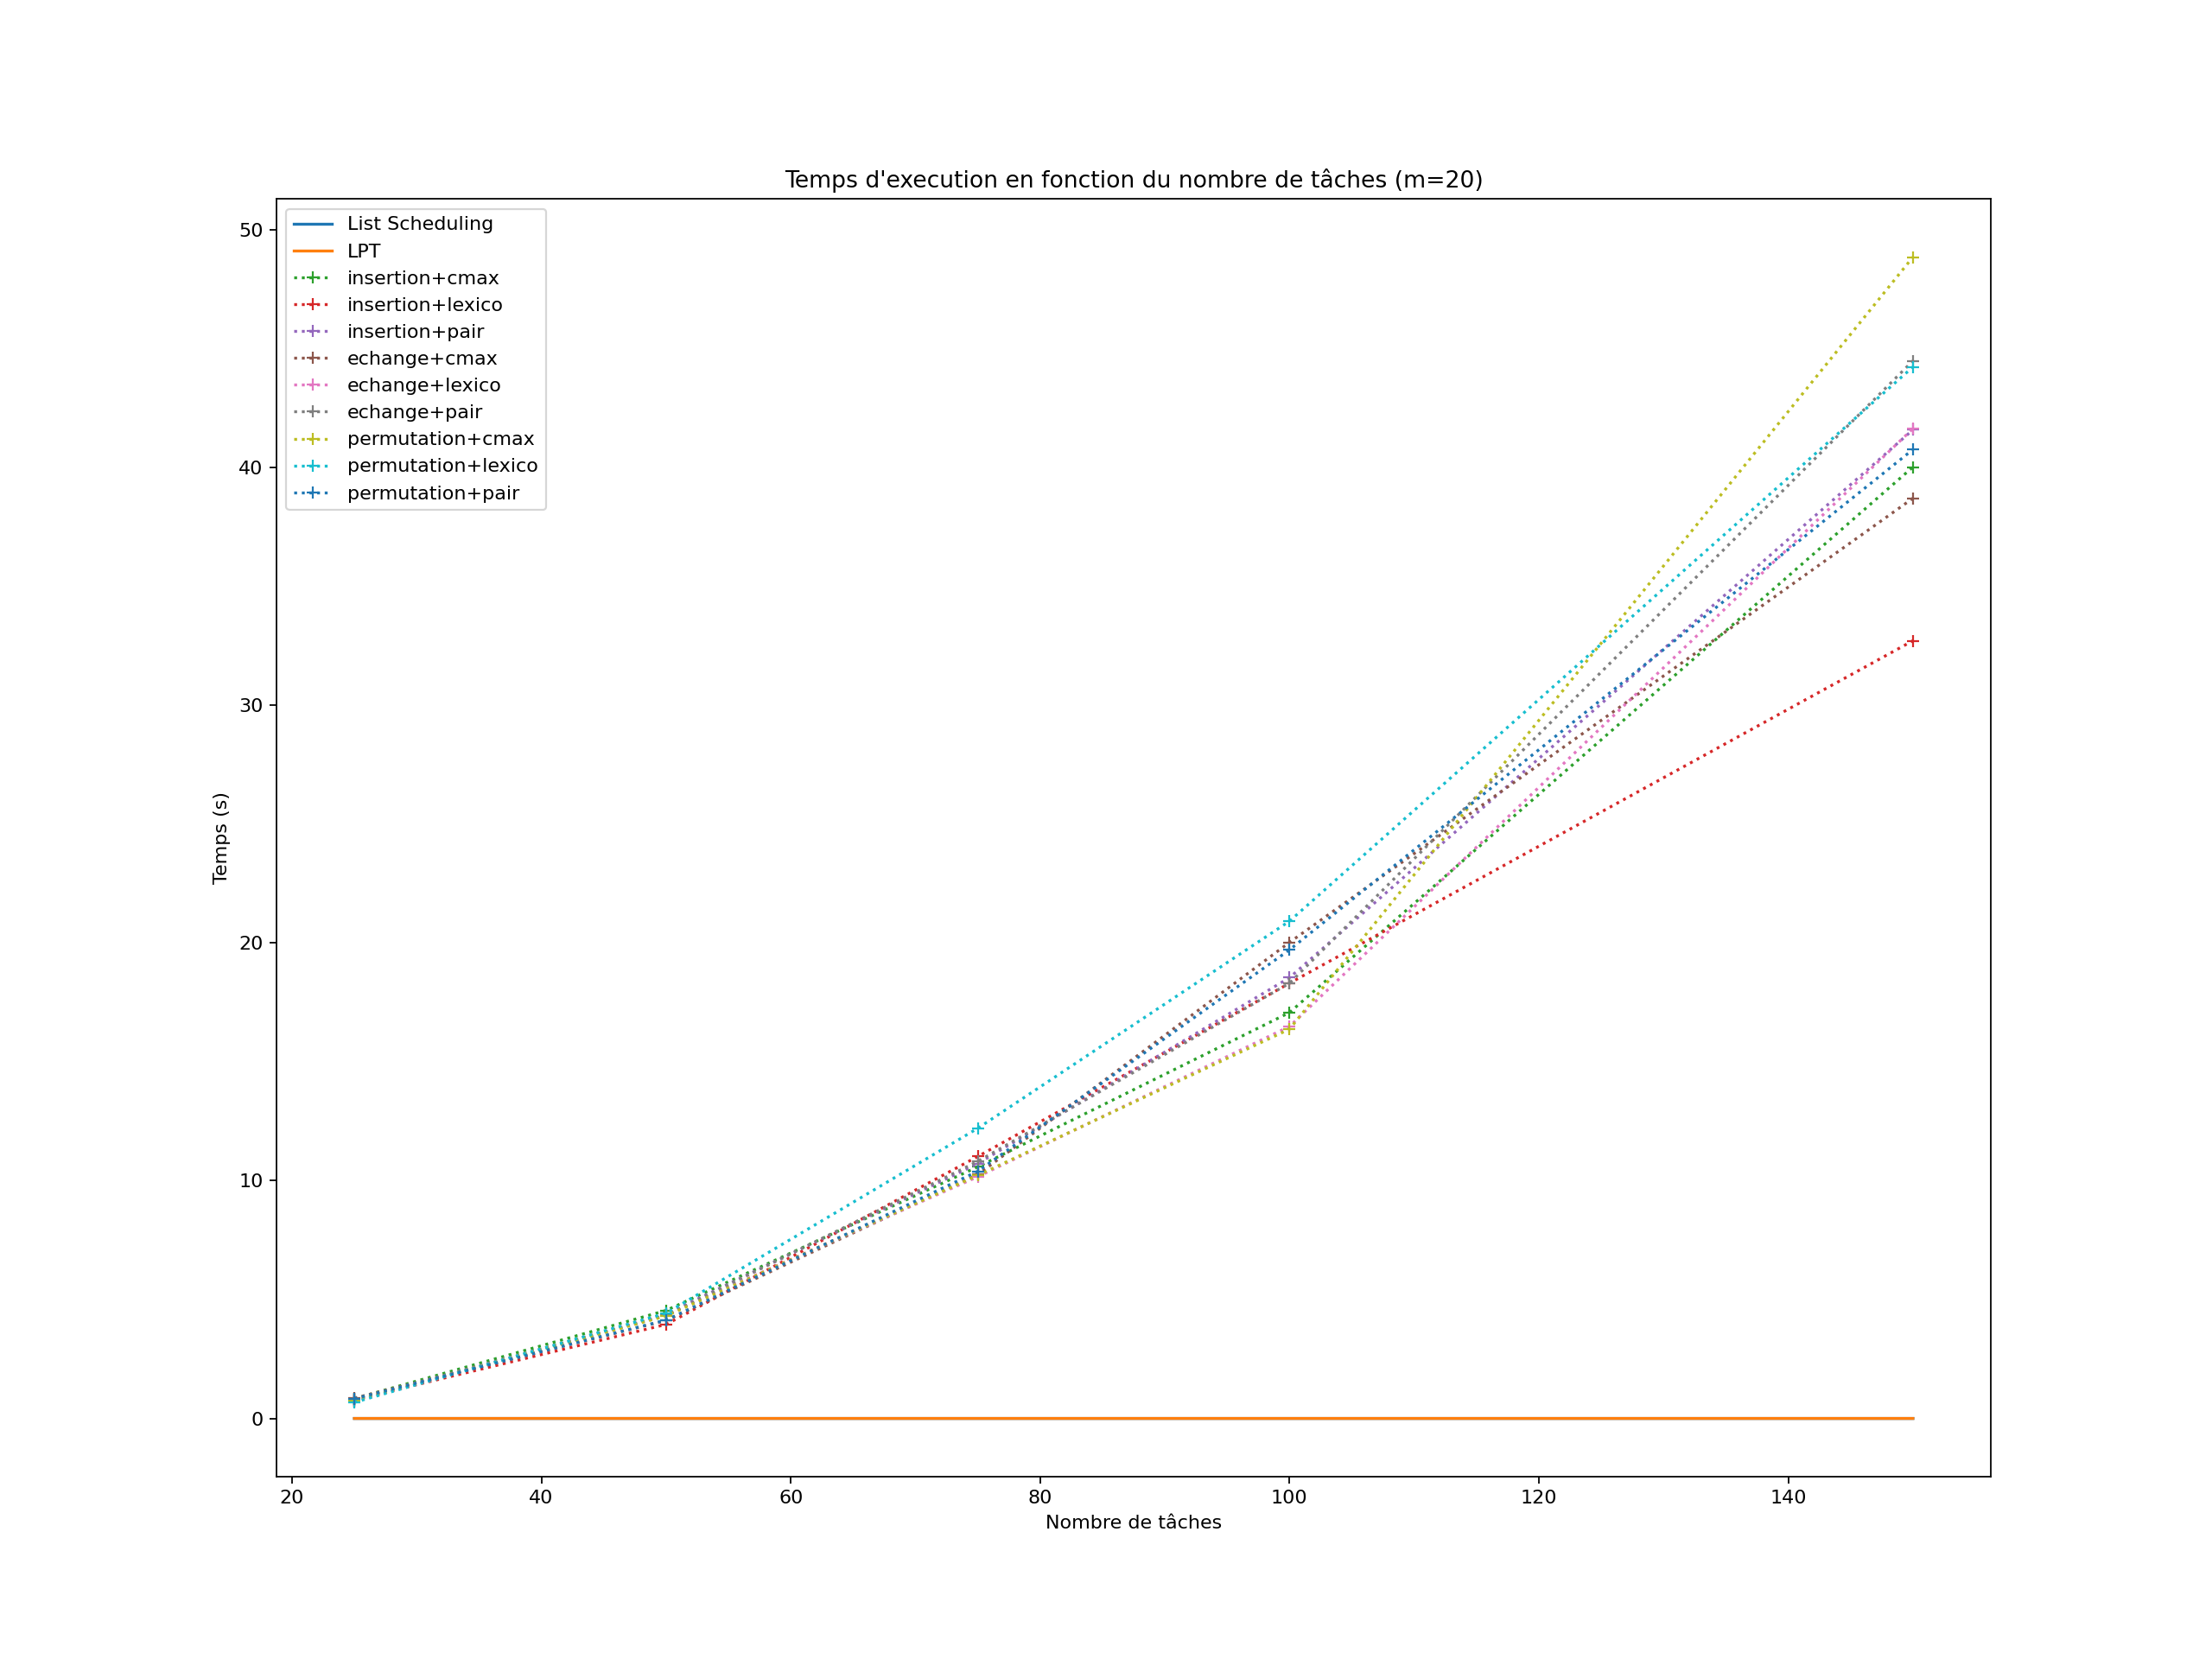 Temps d'execution en fonction du nombre de tâches (m=20)
List Scheduling
LPT
insertion+cmax
insertion+lexico
insertion+pair
echange+cmax
echange+lexico
echange+pair
permutation+cmax
permutation+lexico
permutation+pair
50
40
30
20
10
0
Temps (s)
20 40 60 80 100 120 140
Nombre de tâches